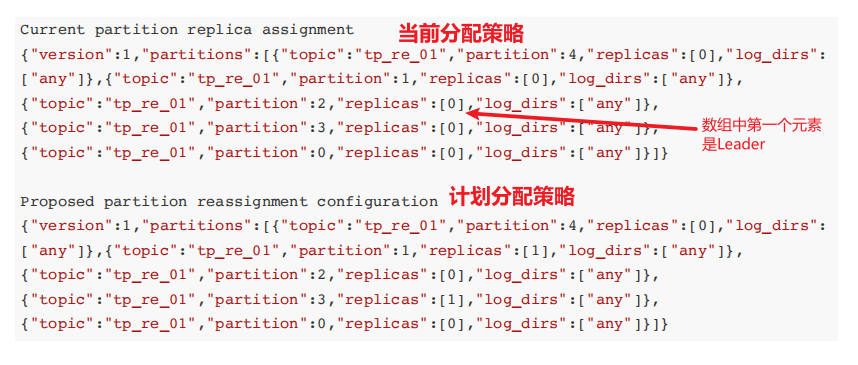 Current partition replica assignment
当前分配策略
{"version":1,"partitions":[{"topic":"tp_re_01","partition":4,"replicas":[0],"log_dirs":
["any"]},{"topic":"tp_re_01","partition":1,"replicas":[0],"log_dirs":["any"]},
{"topic":"tp_re_01","partition":2,"replicas":[0],"log_dirs":["any"]},
{"topic":"tp_re_01","partition":3,"replicas":[0],"log_dirs":["any"]},
{"topic":"tp_re_01","partition":0,"replicas":[0],"log_dirs":["any"]}]}
数组中第一个元素
是Leader
Proposed partition reassignment configuration
计划分配策略
{"version":1,"partitions":[{"topic":"tp_re_01","partition":4,"replicas":[0],"log_dirs":
["any"]},{"topic":"tp_re_01","partition":1,"replicas":[1],"log_dirs":["any"]},
{"topic":"tp_re_01","partition":2,"replicas":[0],"log_dirs":["any"]},
{"topic":"tp_re_01","partition":3,"replicas":[1],"log_dirs":["any"]},
{"topic":"tp_re_01","partition":0,"replicas":[0],"log_dirs":["any"]}]}